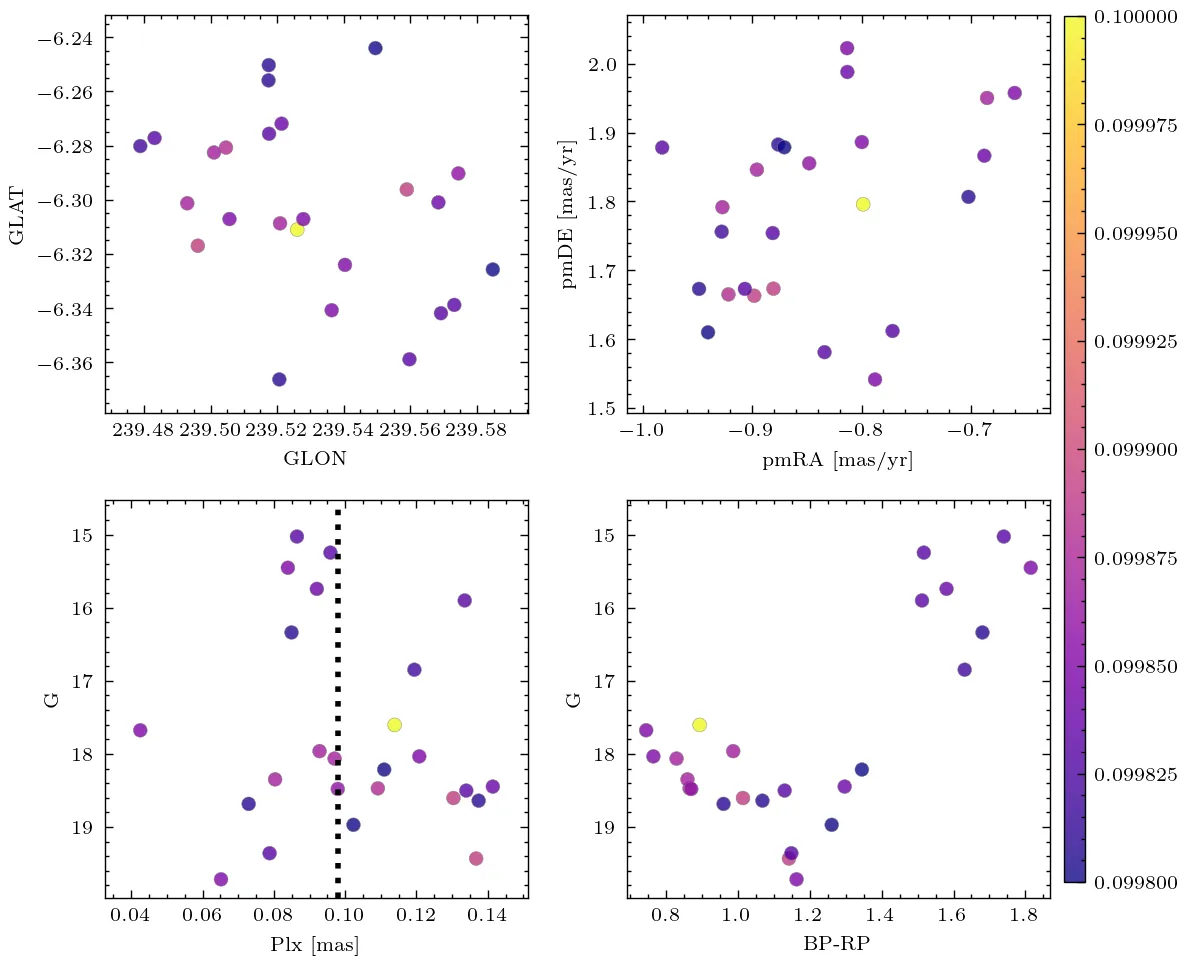 −6.24
−6.26
−6.28
−6.30
−6.32
−6.34
−6.36
GLAT
239.48 239.50 239.52 239.54 239.56 239.58
GLON
2.0
1.9
1.8
1.7
1.6
1.5
pmDE [mas/yr]
−1.0 −0.9 −0.8 −0.7
pmRA [mas/yr]
0.100000
0.099975
0.099950
0.099925
0.099900
0.099875
0.099850
0.099825
0.099800
15
16
17
18
19
G
0.04 0.06 0.08 0.10 0.12 0.14
Plx [mas]
15
16
17
18
19
G
0.8 1.0 1.2 1.4 1.6 1.8
BP-RP